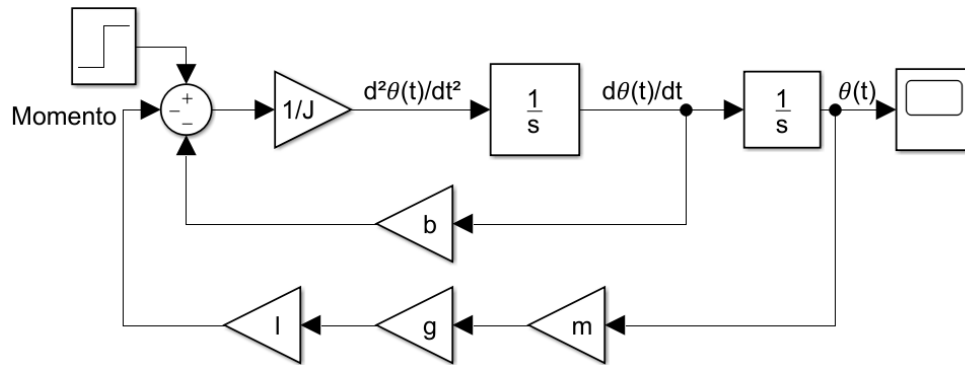 Momento
+
−
−
1/J
d²θ(t)/dt²
1
s
dθ(t)/dt
1
s
θ(t)
b
l
g
m